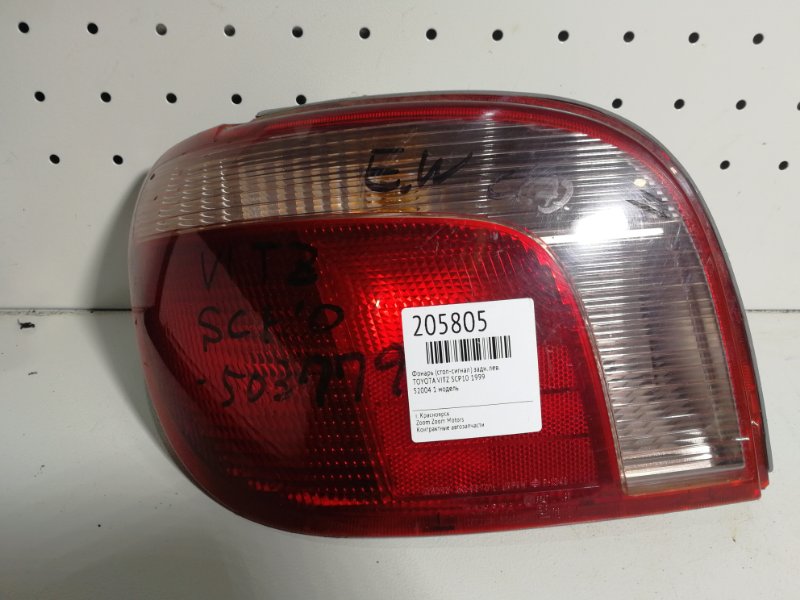 E.W
VITZ
SCP10
205805
Фонарь (стоп-сигнал) задн. лев.
TOYOTA VITZ SCP10 1999
52004 1 модель
г. Красноярск
Zoom Zoom Motors
Контрактные автозапчасти
JAPAN